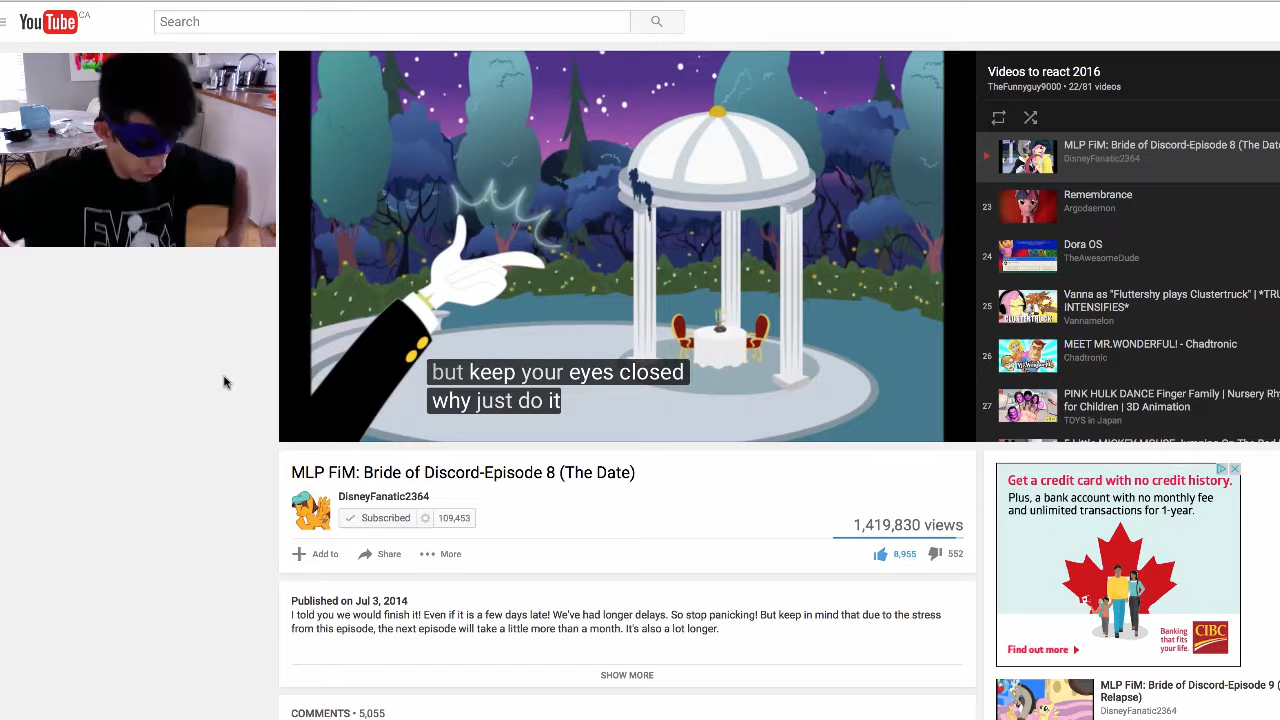 YouTube CA
Search
but keep your eyes closed
why just do it
Videos to react 2016
TheFunnyguy9000 • 22/81 videos
MLP FiM: Bride of Discord-Episode 8 (The Date)
DisneyFanatic2364
23
Remembrance
Argodaemon
24
Dora OS
TheAwesomeDude
25
Vanna as "Fluttershy plays Clustertruck" | *TRU
INTENSIFIES*
Vannamelon
CLUSTERTRUCK
26
MEET MR.WONDERFUL! - Chadtronic
Chadtronic
27
PINK HULK DANCE Finger Family | Nursery Rhy
for Children | 3D Animation
TOYS in Japan
MLP FiM: Bride of Discord-Episode 8 (The Date)
DisneyFanatic2364
Subscribed
109,453
1,419,830 views
Add to
Share
More
8,955
552
Published on Jul 3, 2014
I told you we would finish it! Even if it is a few days late! We've had longer delays. So stop panicking! But keep in mind that due to the stress
from this episode, the next episode will take a little more than a month. It's also a lot longer.
SHOW MORE
COMMENTS • 5,055
Get a credit card with no credit history.
Plus, a bank account with no monthly fee
and unlimited transactions for 1-year.
Find out more
Banking
that fits
your life.
CIBC
MLP FiM: Bride of Discord-Episode 9 (
Relapse)
DisneyFanatic2364